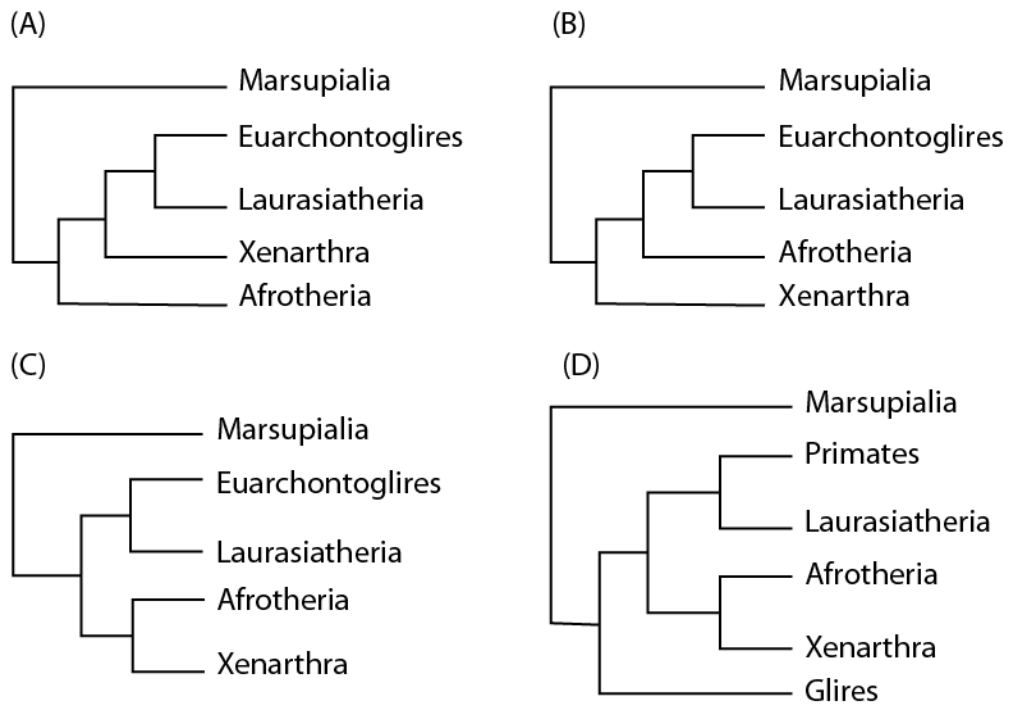 (A)
Marsupialia
Euarchontoglires
Laurasiatheria
Xenarthra
Afrotheria
(B)
Marsupialia
Euarchontoglires
Laurasiatheria
Afrotheria
Xenarthra
(C)
Marsupialia
Euarchontoglires
Laurasiatheria
Afrotheria
Xenarthra
(D)
Marsupialia
Primates
Laurasiatheria
Afrotheria
Xenarthra
Glires